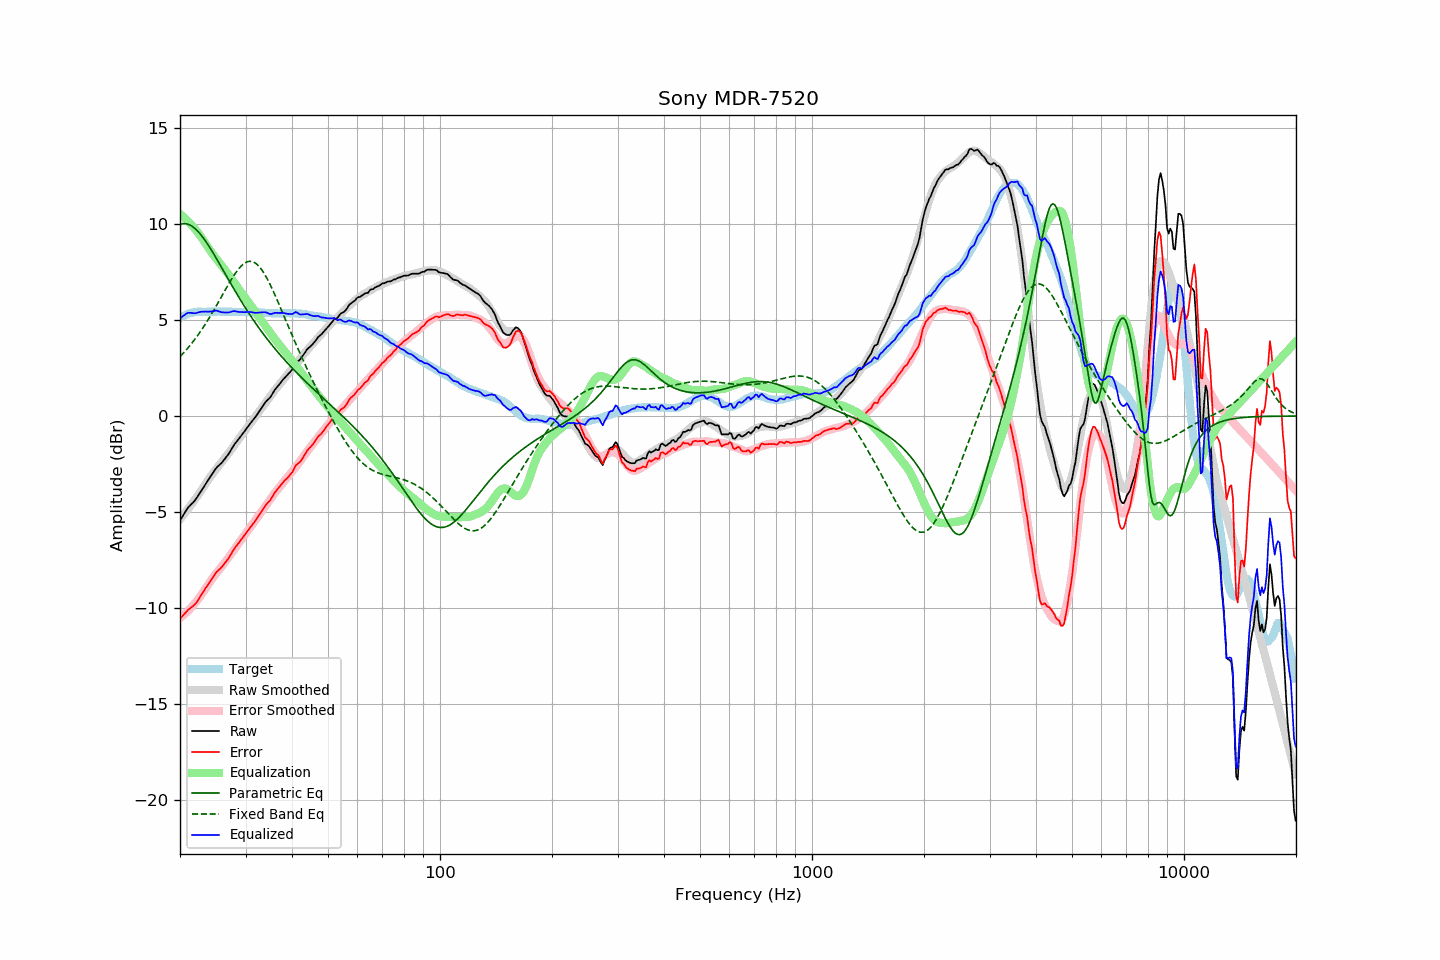 Sony MDR-7520
Amplitude (dBr)
15
10
5
0
−5
−10
−15
−20
Target
Raw Smoothed
Error Smoothed
Raw
Error
Equalization
Parametric Eq
Fixed Band Eq
Equalized
100 1000 10000
Frequency (Hz)